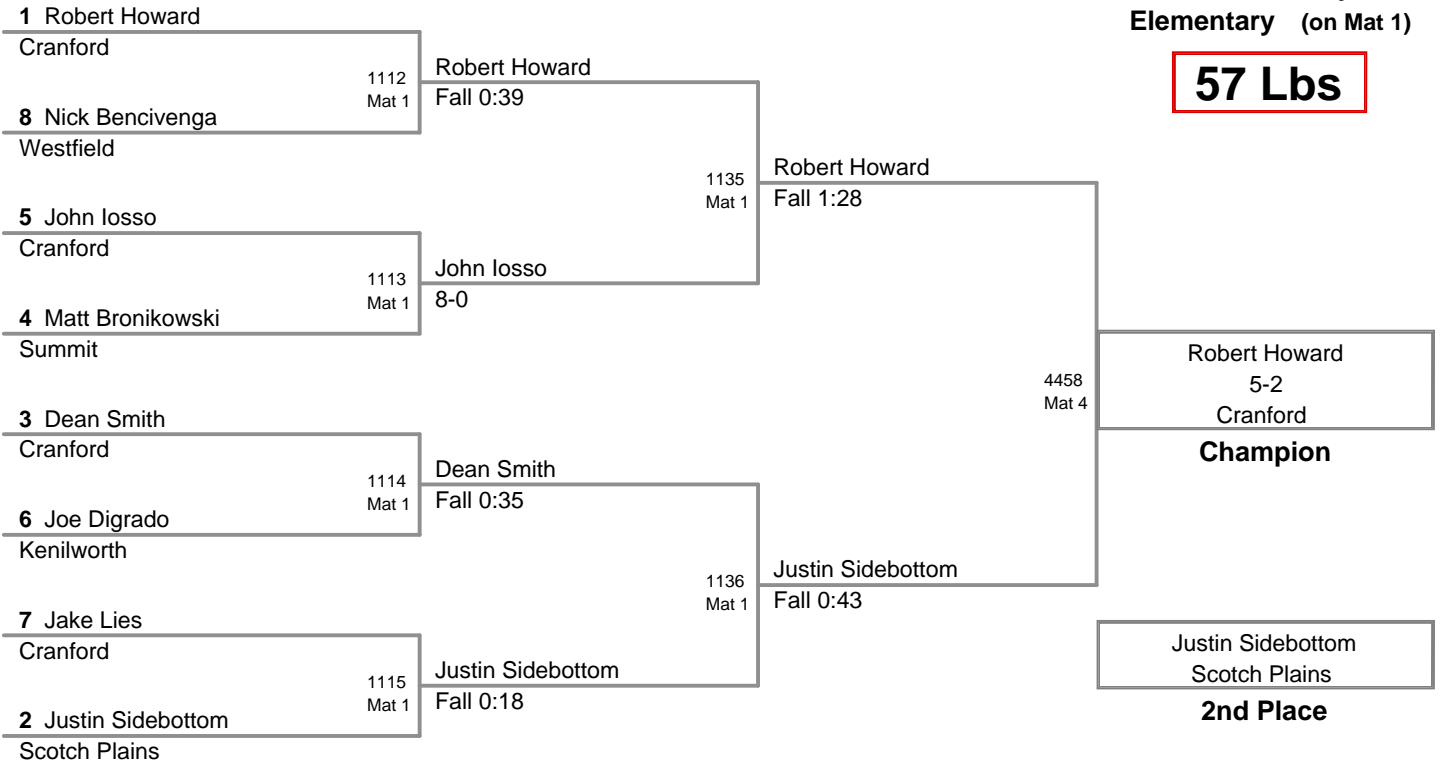 Elementary (on Mat 1)
57 Lbs
1 Robert Howard
Cranford
1112
Mat 1
8 Nick Bencivenga
Westfield
Robert Howard
Fall 0:39
5 John Iosso
Cranford
1113
Mat 1
4 Matt Bronikowski
Summit
John Iosso
8-0
1135
Mat 1
Robert Howard
Fall 1:28
3 Dean Smith
Cranford
1114
Mat 1
6 Joe Digrado
Kenilworth
Dean Smith
Fall 0:35
7 Jake Lies
Cranford
1115
Mat 1
2 Justin Sidebottom
Scotch Plains
Justin Sidebottom
Fall 0:18
1136
Mat 1
Justin Sidebottom
Fall 0:43
4458
Mat 4
Robert Howard
5-2
Cranford
Champion
Justin Sidebottom
Scotch Plains
2nd Place